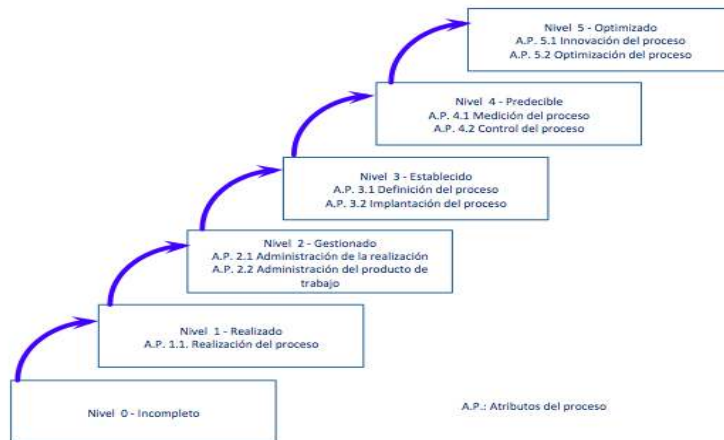 Nivel 5 - Optimizado
A.P. 5.1 Innovación del proceso
A.P. 5.2 Optimización del proceso
Nivel 4 - Predecible
A.P. 4.1 Medición del proceso
A.P. 4.2 Control del proceso
Nivel 3 - Establecido
A.P. 3.1 Definición del proceso
A.P. 3.2 Implantación del proceso
Nivel 2 - Gestionado
A.P. 2.1 Administración de la realización
A.P. 2.2 Administración del producto de
trabajo
Nivel 1 - Realizado
A.P. 1.1. Realización del proceso
Nivel 0 - Incompleto
A.P.: Atributos del proceso